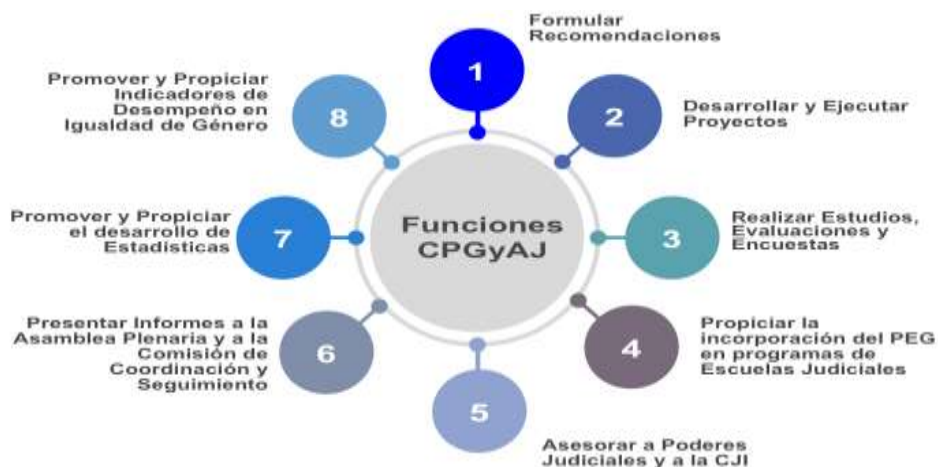 Funciones
CPGyAJ
1
Formular
Recomendaciones
2
Desarrollar y Ejecutar
Proyectos
3
Realizar Estudios,
Evaluaciones y
Encuestas
4
Propiciar la
incorporación del PEG
en programas de
Escuelas Judiciales
5
Asesorar a Poderes
Judiciales y a la CJI
6
Presentar Informes a la
Asamblea Plenaria y a la
Comisión de
Coordinación y
Seguimiento
7
Promover y Propiciar
el desarrollo de
Estadísticas
8
Promover y Propiciar
Indicadores de
Desempeño en
Igualdad de Género